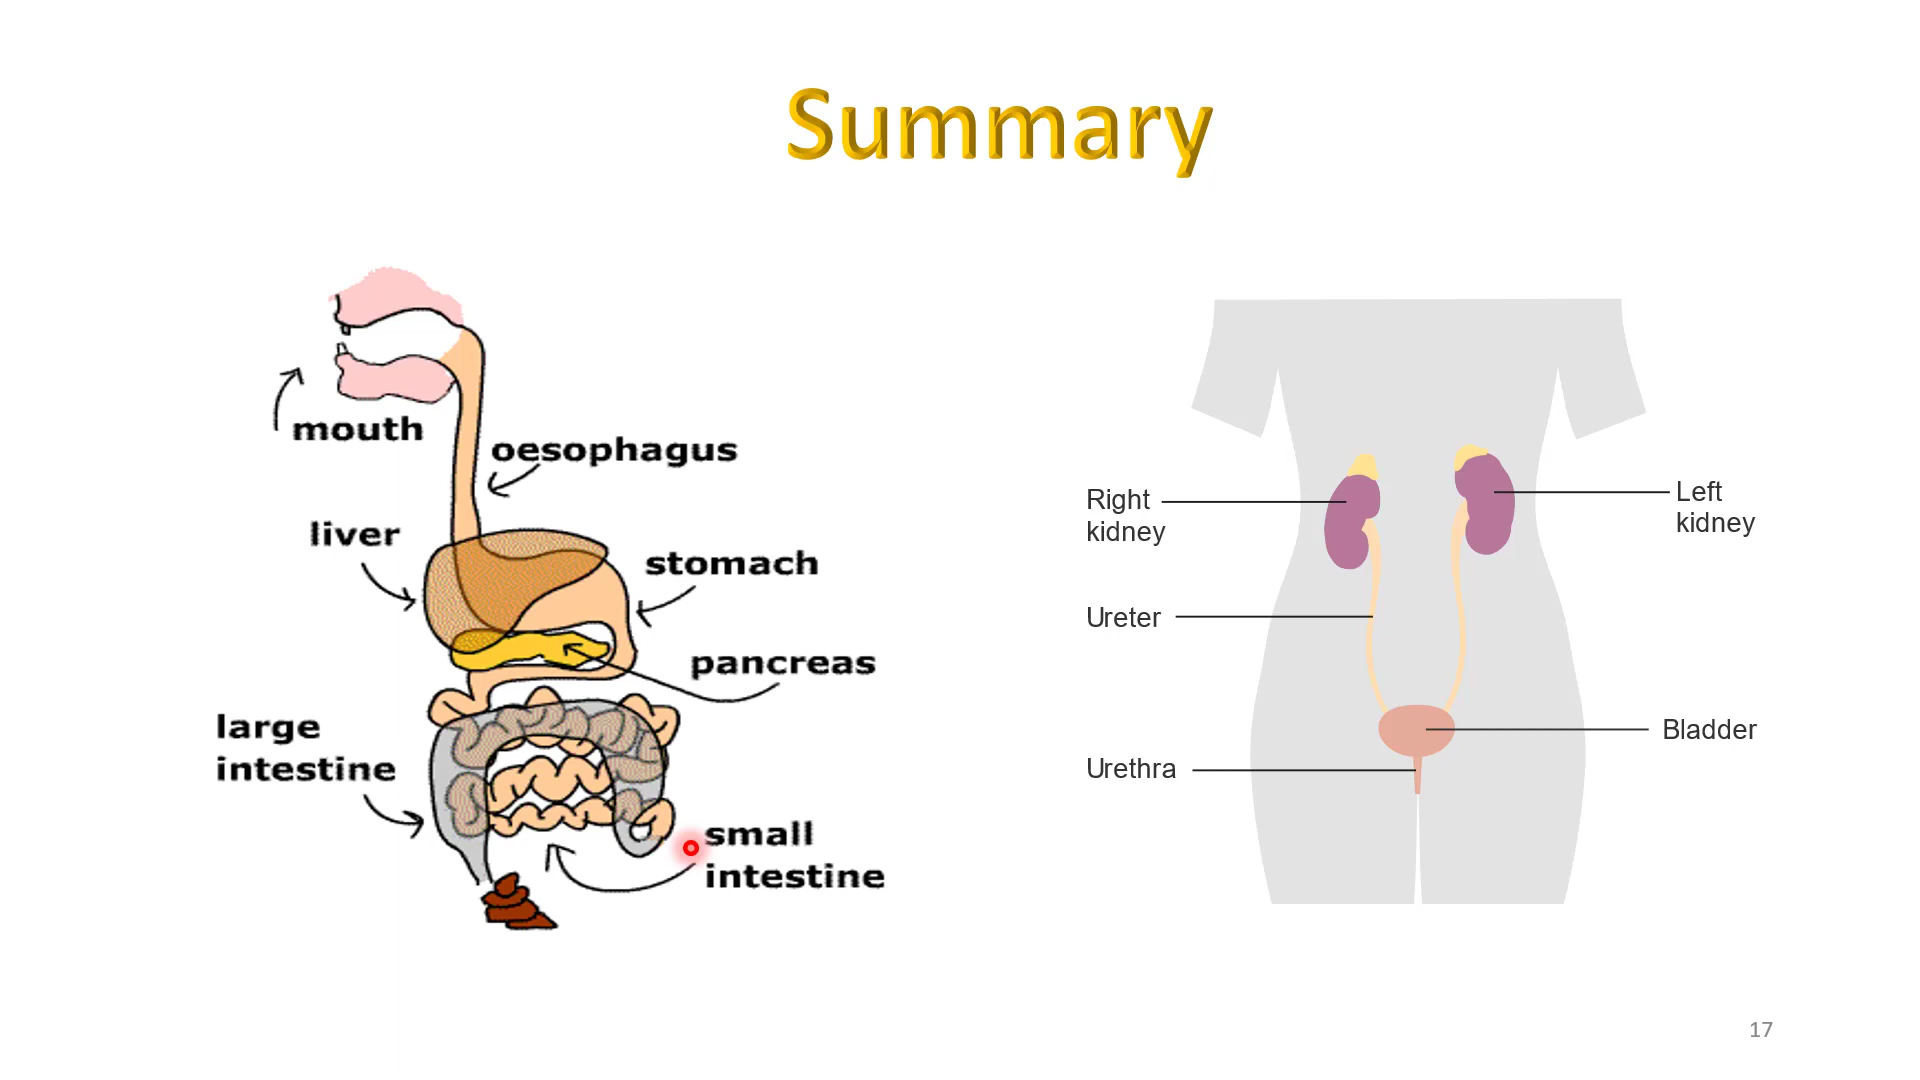 Summary
mouth
oesophagus
liver
stomach
pancreas
large
intestine
small
intestine
Right
kidney
Left
kidney
Ureter
Bladder
Urethra
17